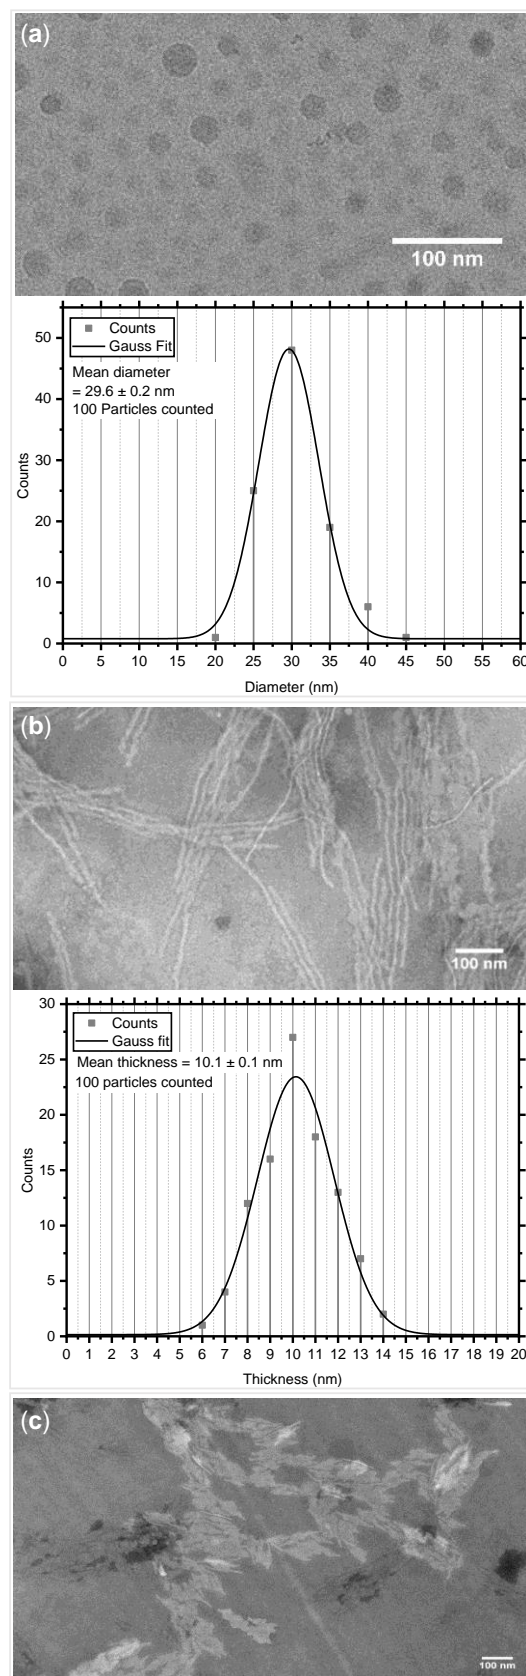 (a)
100 nm
50
40
30
20
10
0
Counts
Counts
Gauss Fit
Mean diameter
= 29.6 ± 0.2 nm
100 Particles counted
0 5 10 15 20 25 30 35 40 45 50 55 60
Diameter (nm)
(b)
100 nm
30
25
20
15
10
5
0
Counts
Counts
Gauss fit
Mean thickness = 10.1 ± 0.1 nm
100 particles counted
0 1 2 3 4 5 6 7 8 9 10 11 12 13 14 15 16 17 18 19 20
Thickness (nm)
(c)
100 nm